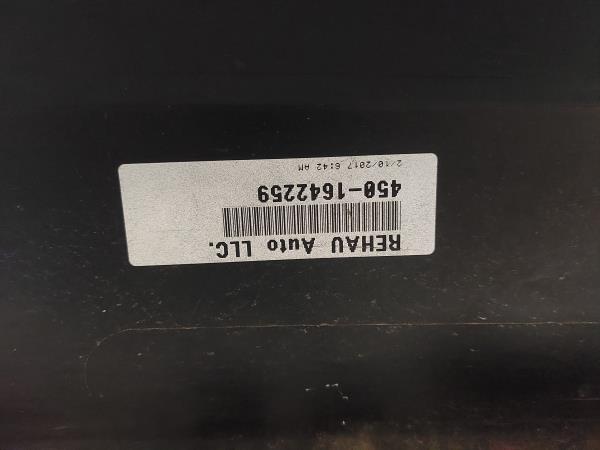 REHAU Auto LLC.
450-1642259
2/10/2017 6:42 AM